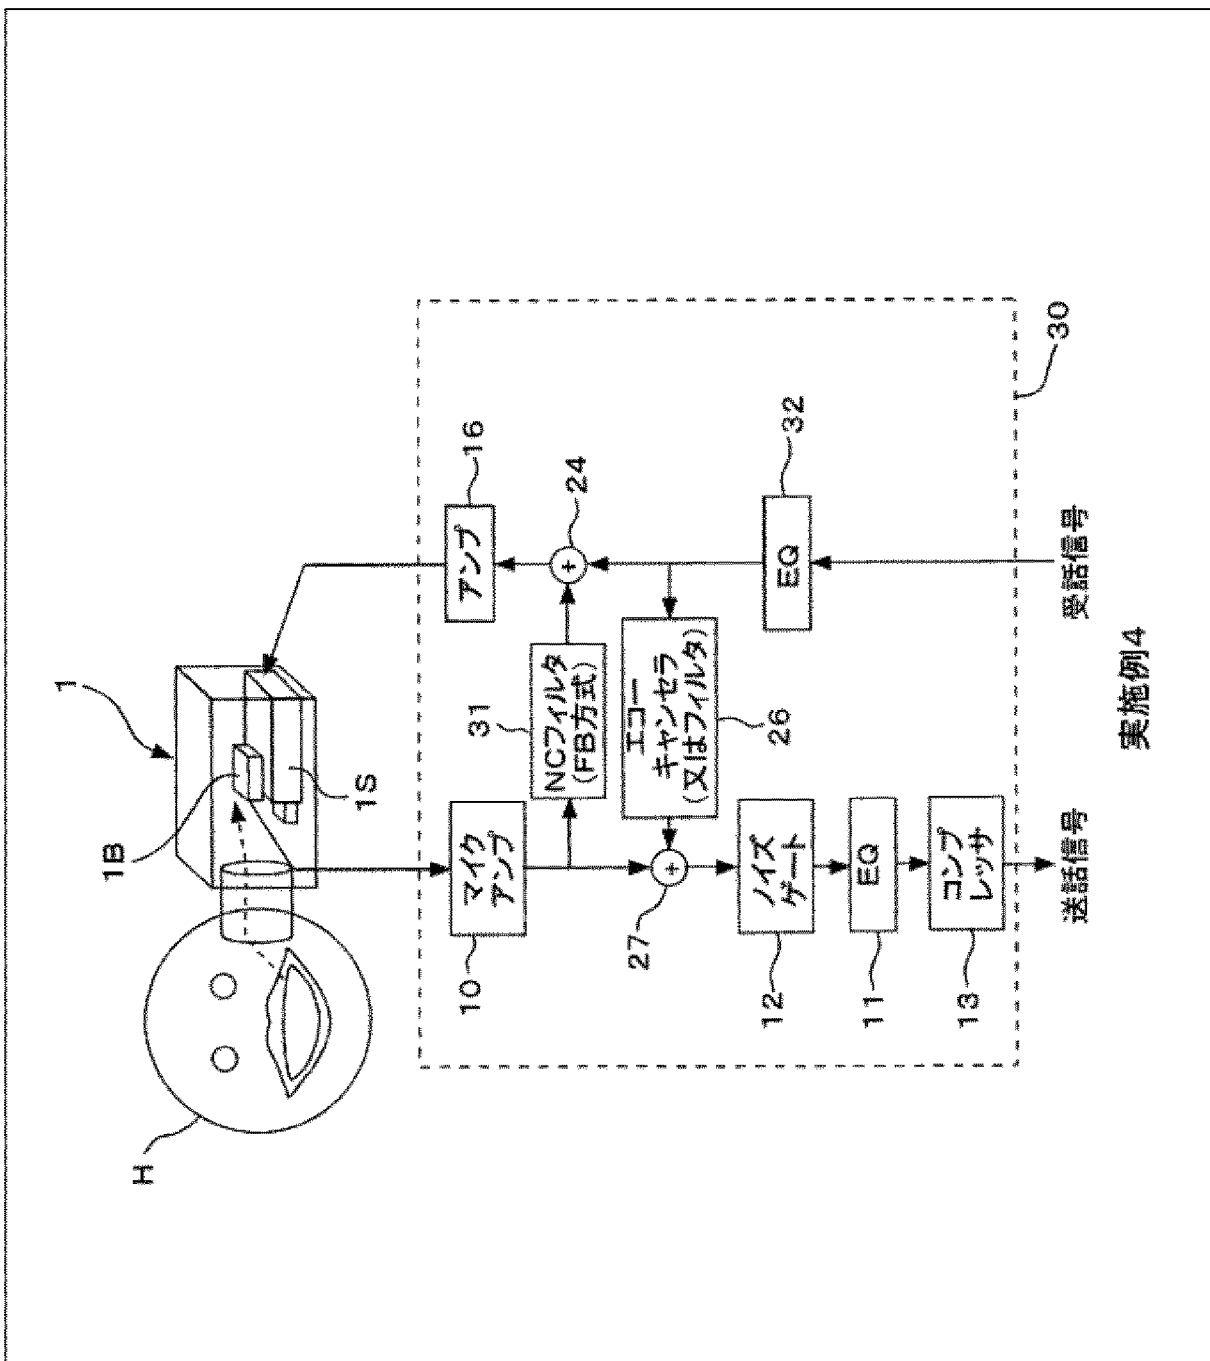 1
1B
H
1S
マイク
アンプ
10
31
NCフィルタ
(FB方式)
アンプ
16
24
エコー
キャンセラ
(又はフィルタ)
26
27
ノイズ
ゲート
12
EQ
32
EQ
11
コンプ
レッサ
13
30
送話信号
受話信号
実施例4